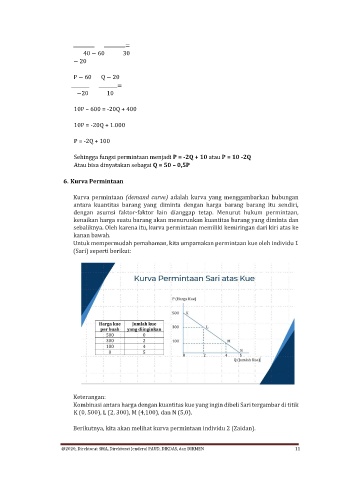 =
40 − 60 30
− 20
P − 60 Q − 20
=
−20 10
10P – 600 = -20Q + 400
10P = -20Q + 1.000
P = -2Q + 100
Sehingga fungsi permintaan menjadi P = -2Q + 10 atau P = 10 -2Q
Atau bisa dinyatakan sebagai Q = 50 – 0,5P
6. Kurva Permintaan
Kurva permintaan (demand curve) adalah kurva yang menggambarkan hubungan
antara kuantitas barang yang diminta dengan harga barang barang itu sendiri,
dengan asumsi faktor-faktor lain dianggap tetap. Menurut hukum permintaan,
kenaikan harga suatu barang akan menurunkan kuantitas barang yang diminta dan
sebaliknya. Oleh karena itu, kurva permintaan memiliki kemiringan dari kiri atas ke
kanan bawah.
Untuk mempermudah pemahaman, kita umpamakan permintaan kue oleh individu 1
(Sari) seperti berikut:
Kurva Permintaan Sari atas Kue
P (Harga Kue)
500 K
300 L
100 M
N
0 2 4 5
Q (Jumlah Kue)
Harga kue per buah Jumlah kue yang diinginkan
500 0
300 2
100 4
0 5
Keterangan:
Kombinasi antara harga dengan kuantitas kue yang ingin dibeli Sari tergambar di titik
K (0, 500), L (2, 300), M (4,100), dan N (5,0).
Berikutnya, kita akan melihat kurva permintaan individu 2 (Zaidan).
@2020, Direktorat SMA, Direktorat Jenderal PAUD, DIKDAS, dan DIKMEN 11